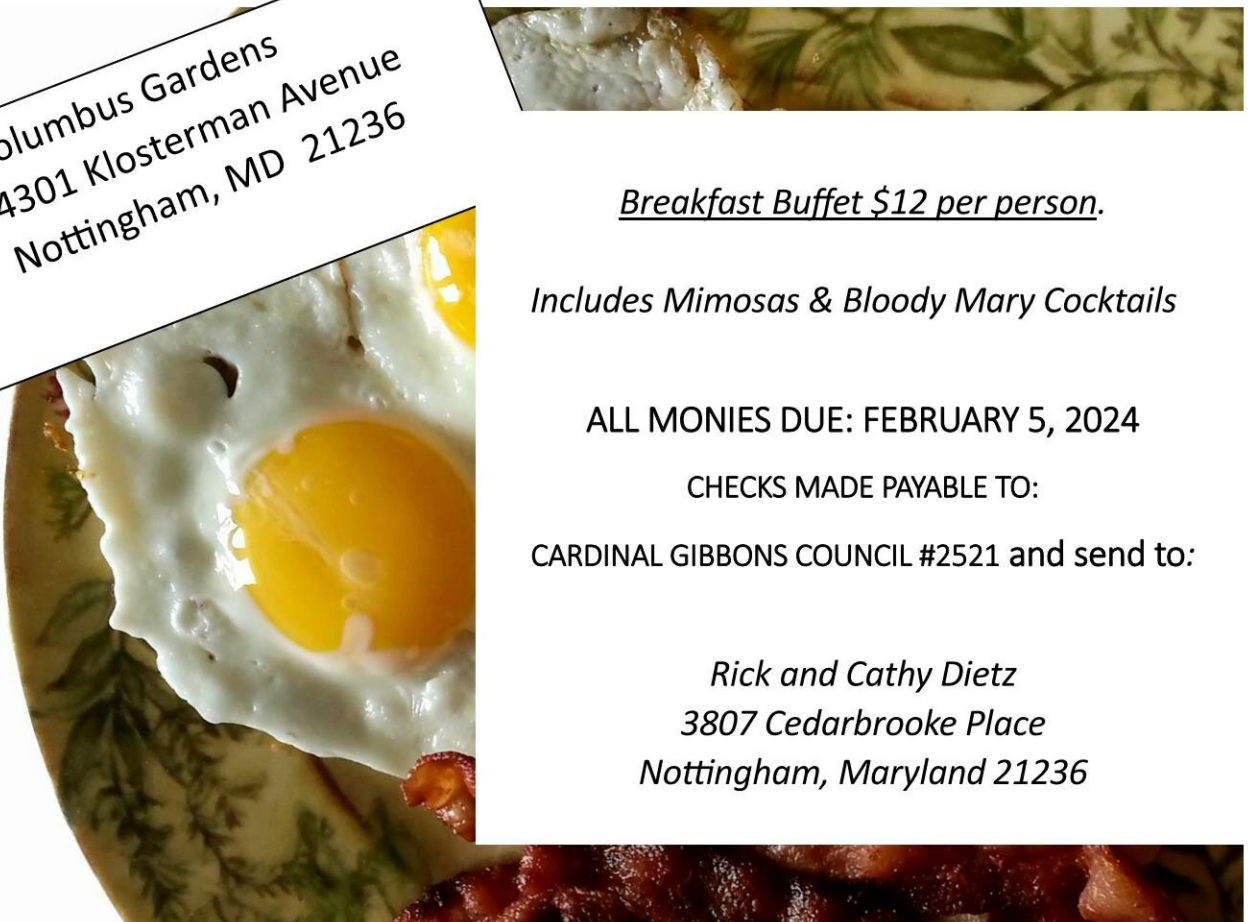 olumbus Gardens
4301 Klosterman Avenue
Nottingham, MD 21236
Breakfast Buffet $12 per person.
Includes Mimosas & Bloody Mary Cocktails
ALL MONIES DUE: FEBRUARY 5, 2024
CHECKS MADE PAYABLE TO:
CARDINAL GIBBONS COUNCIL #2521 and send to:
Rick and Cathy Dietz
3807 Cedarbrooke Place
Nottingham, Maryland 21236